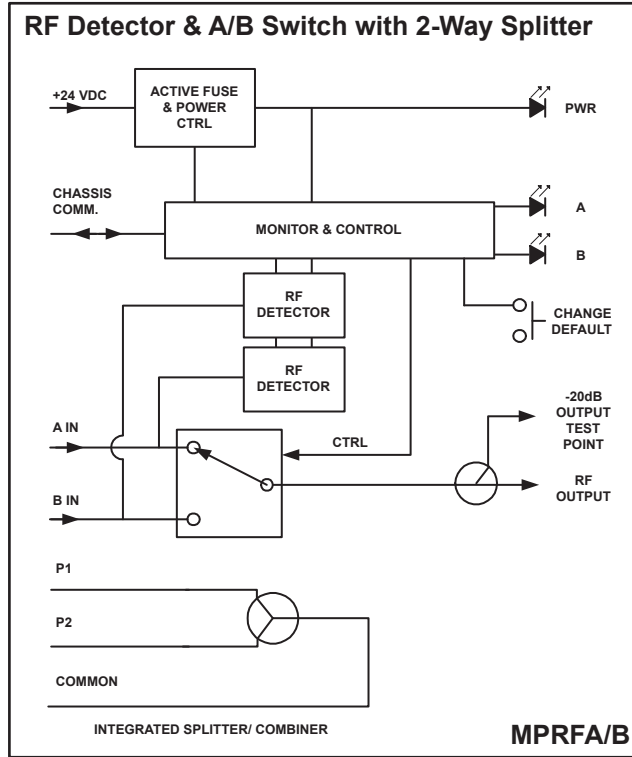 RF Detector & A/B Switch with 2-Way Splitter
+24 VDC
ACTIVE FUSE
& POWER
CTRL
PWR
CHASSIS
COMM.
MONITOR & CONTROL
A
B
RF
DETECTOR
CHANGE
DEFAULT
RF
DETECTOR
-20dB
OUTPUT
TEST
POINT
A IN
CTRL
RF
OUTPUT
B IN
P1
P2
COMMON
INTEGRATED SPLITTER/ COMBINER
MPRFA/B